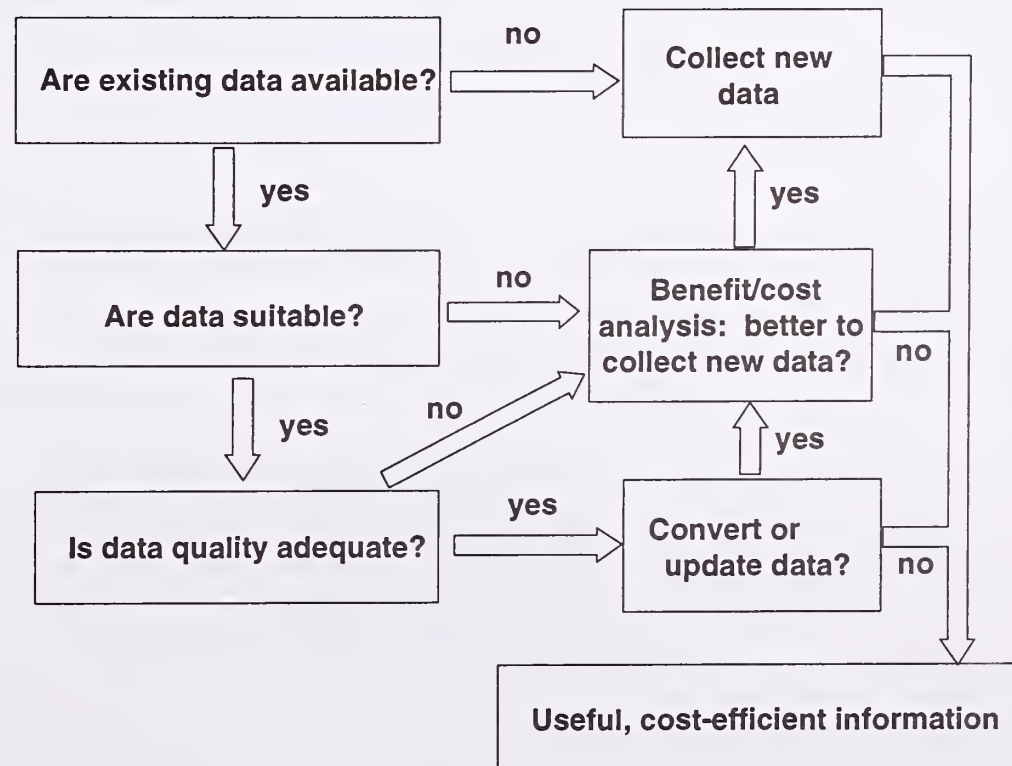 no
Are existing data available?
Collect new
data
yes
yes
Are data suitable?
no
Benefit/cost
analysis: better to
collect new data?
no
yes
no
yes
Is data quality adequate?
yes
Convert or
update data?
no
Useful, cost-efficient information